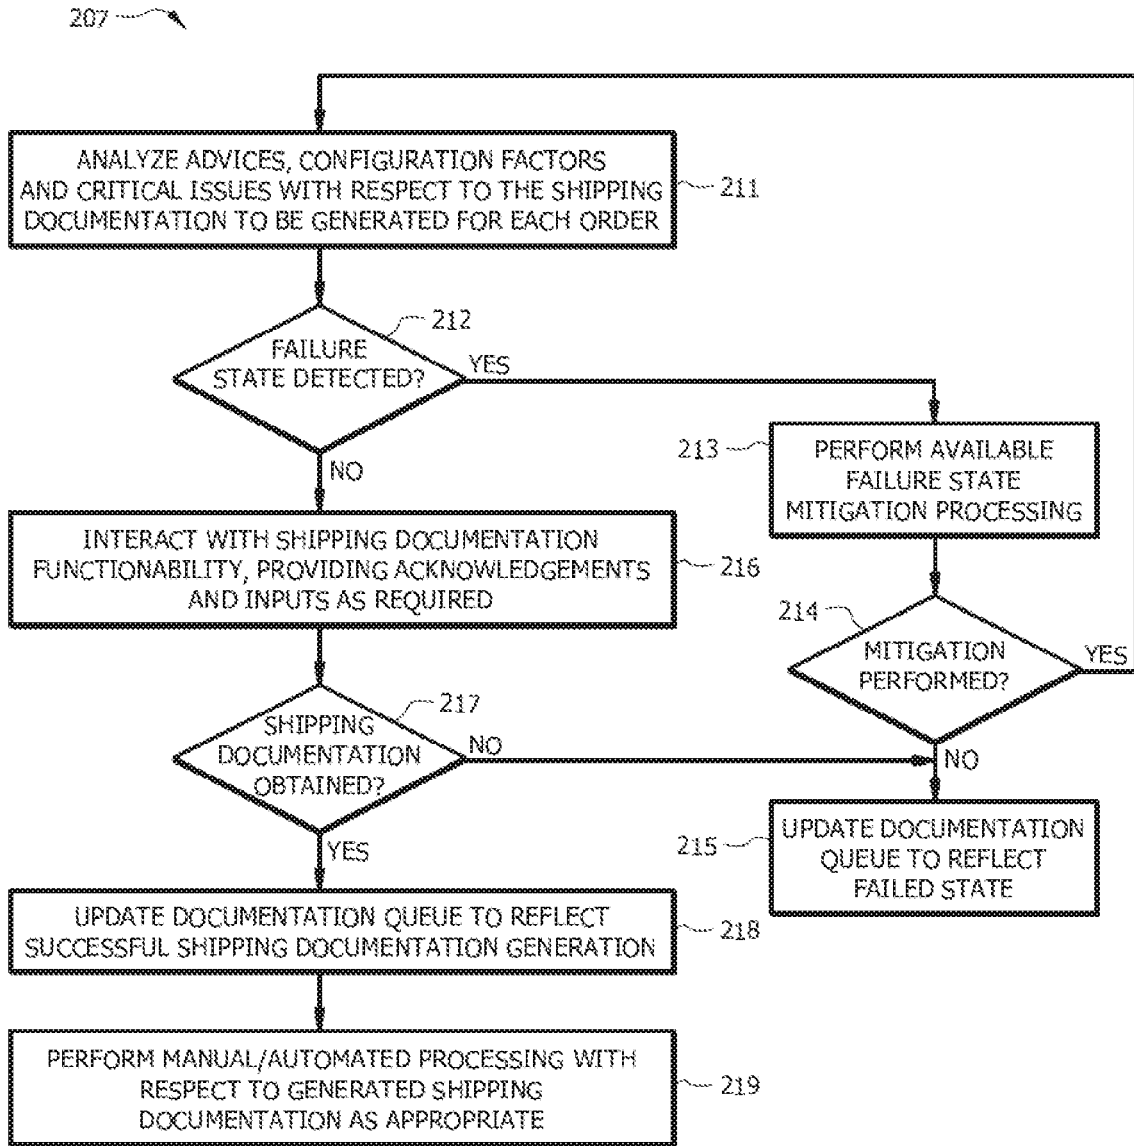 207
ANALYZE ADVICES, CONFIGURATION FACTORS
AND CRITICAL ISSUES WITH RESPECT TO THE SHIPPING
DOCUMENTATION TO BE GENERATED FOR EACH ORDER
211
212
FAILURE
STATE DETECTED?
YES
NO
213
PERFORM AVAILABLE
FAILURE STATE
MITIGATION PROCESSING
INTERACT WITH SHIPPING DOCUMENTATION
FUNCTIONABILITY, PROVIDING ACKNOWLEDGEMENTS
AND INPUTS AS REQUIRED
216
214
MITIGATION
PERFORMED?
YES
NO
217
SHIPPING
DOCUMENTATION
OBTAINED?
NO
YES
215
UPDATE DOCUMENTATION
QUEUE TO REFLECT
FAILED STATE
UPDATE DOCUMENTATION QUEUE TO REFLECT
SUCCESSFUL SHIPPING DOCUMENTATION GENERATION
218
PERFORM MANUAL/AUTOMATED PROCESSING WITH
RESPECT TO GENERATED SHIPPING
DOCUMENTATION AS APPROPRIATE
219